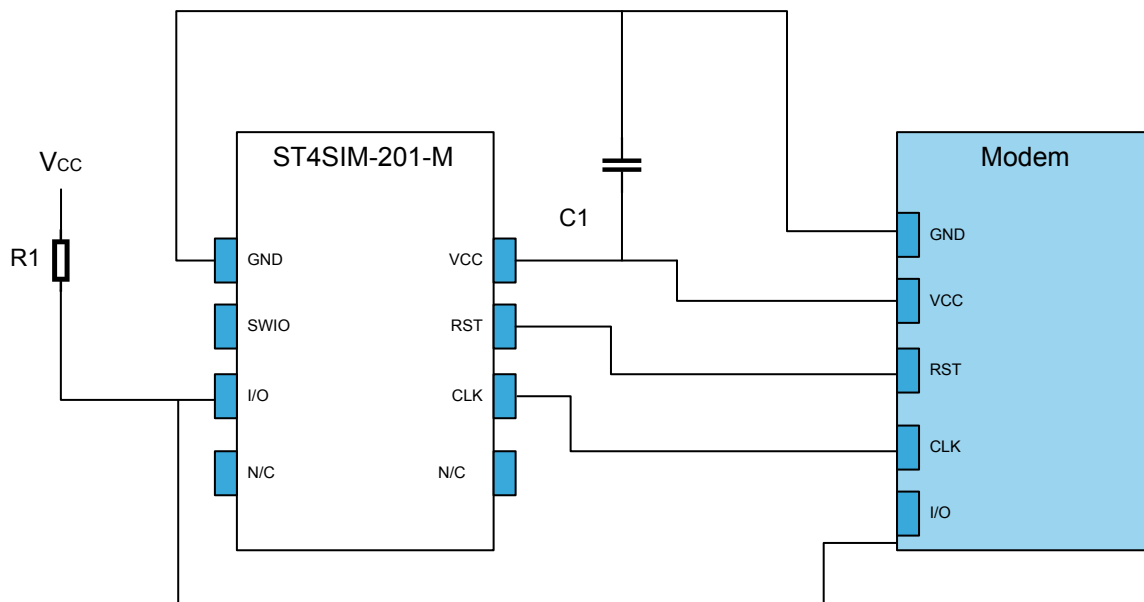 ST4SIM-201-M
Modem
VCC
R1
C1
GND
VCC
SWIO
RST
I/O
CLK
N/C
N/C
GND
VCC
RST
CLK
I/O